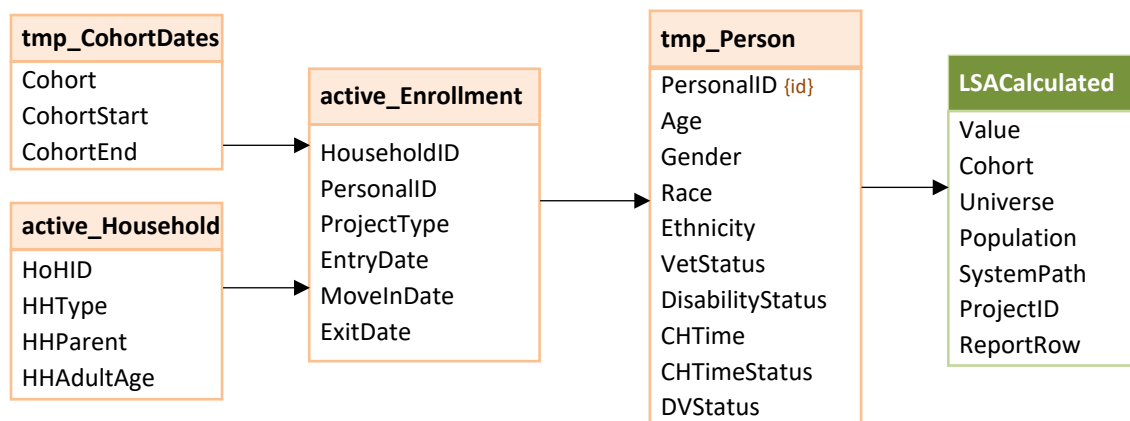 tmp_CohortDates
Cohort
CohortStart
CohortEnd
active_Household
HoHID
HHType
HHParent
HHAdultAge
active_Enrollment
HouseholdID
PersonalID
ProjectType
EntryDate
MoveInDate
ExitDate
tmp_Person
PersonalID {id}
Age
Gender
Race
Ethnicity
VetStatus
DisabilityStatus
CHTime
CHTimeStatus
DVStatus
LSACalculated
Value
Cohort
Universe
Population
SystemPath
ProjectID
ReportRow